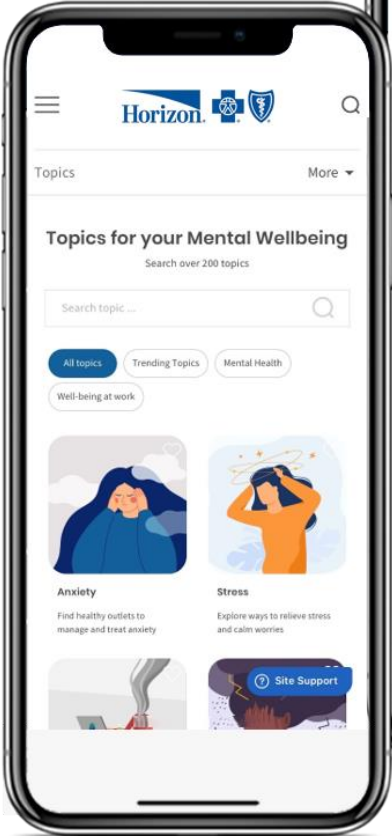 Horizon.
Topics
More
Topics for your Mental Wellbeing
Search over 200 topics
Search topic ...
All topics
Trending Topics
Mental Health
Well-being at work
Anxiety
Stress
Find healthy outlets to
manage and treat anxiety
Explore ways to relieve stress
and calm worries
? Site Support